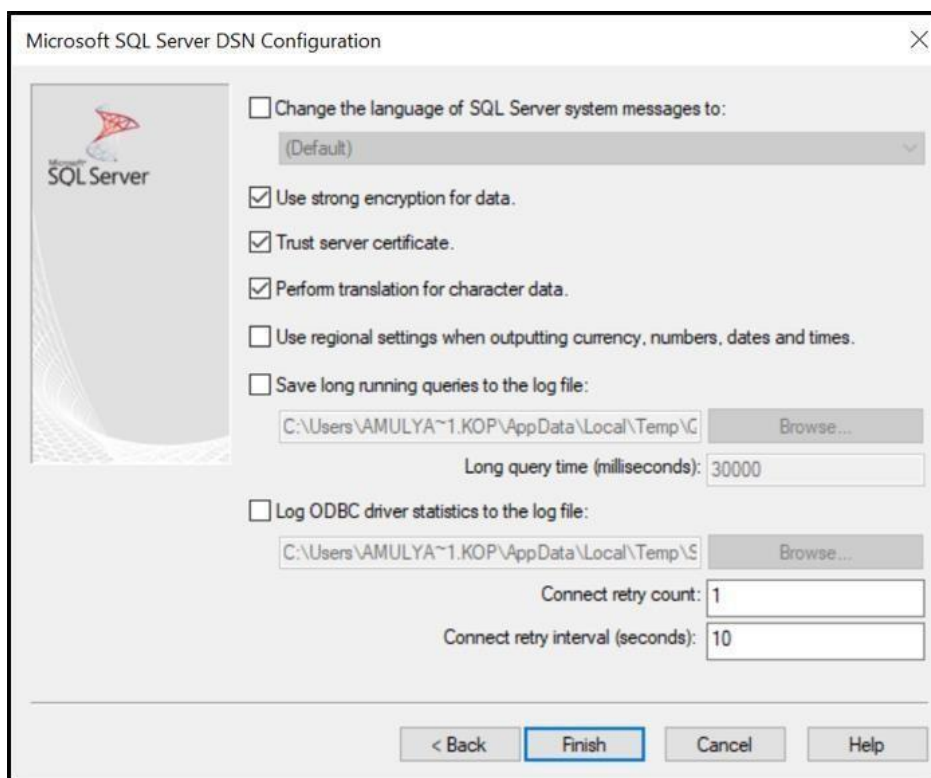 Microsoft SQL Server DSN Configuration
Microsoft
SQL Server
Change the language of SQL Server system messages to:
(Default)
Use strong encryption for data.
Trust server certificate.
Perform translation for character data.
Use regional settings when outputting currency, numbers, dates and times.
Save long running queries to the log file:
C:\Users\AMULYA~1.KOP\AppData\Local\Temp\Q Browse...
Long query time (milliseconds): 30000
Log ODBC driver statistics to the log file:
C:\Users\AMULYA~1.KOP\AppData\Local\Temp\S Browse...
Connect retry count: 1
Connect retry interval (seconds): 10
< Back Finish Cancel Help